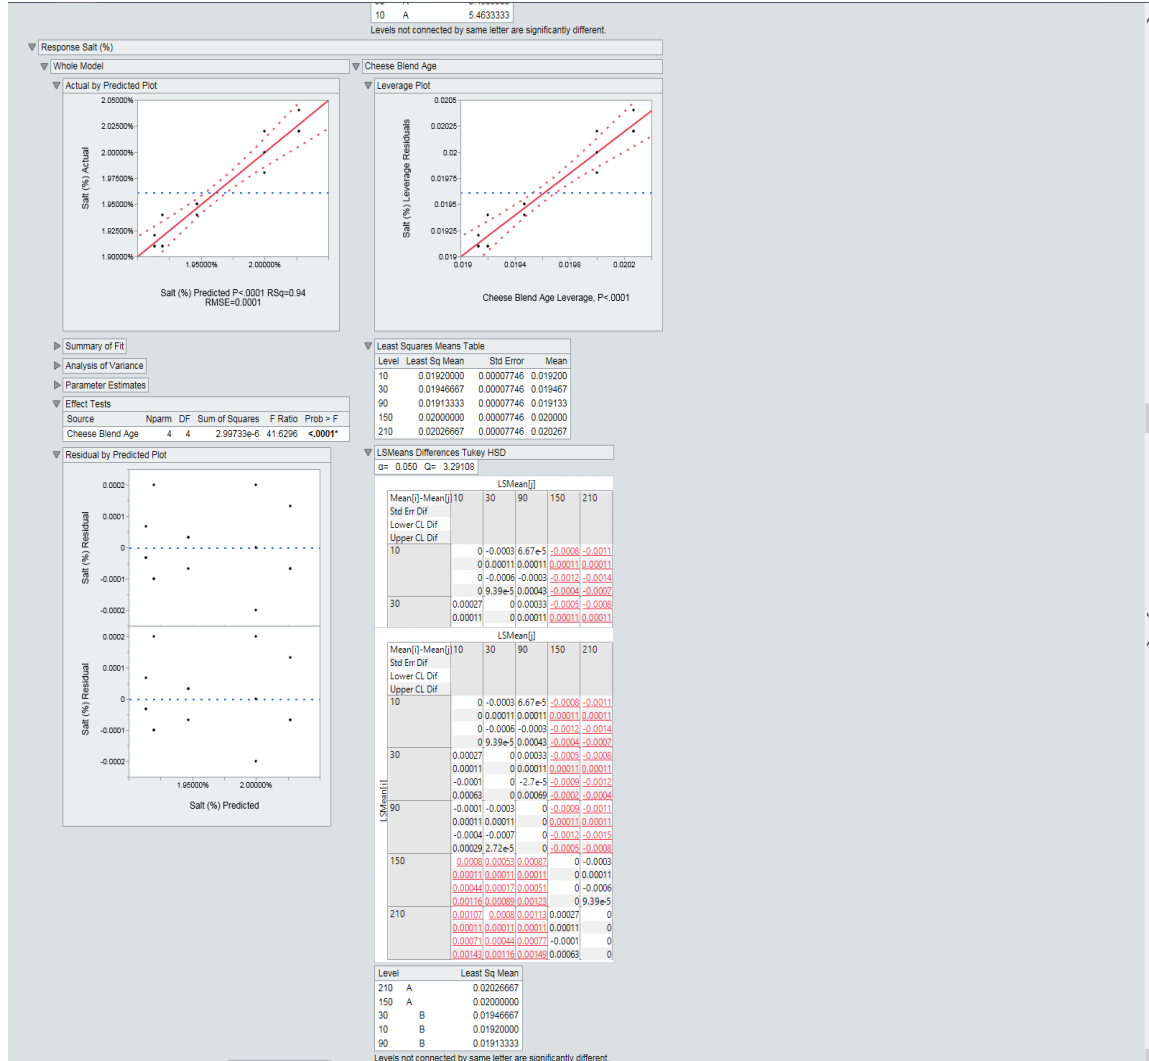 10 A 5.4633333
Levels not connected by same letter are significantly different.
Response Salt (%)
Whole Model
Actual by Predicted Plot
2.05000%
2.02500%
2.00000%
1.97500%
1.95000%
1.92500%
1.90000%
Salt (%) Actual
1.95000% 2.00000%
Salt (%) Predicted P<.0001 RSq=0.94
RMSE=0.0001
Summary of Fit
Analysis of Variance
Parameter Estimates
Effect Tests
Source Nparm DF Sum of Squares F Ratio Prob > F
Cheese Blend Age 4 4 2.99733e-6 41.6296 <.0001*
Residual by Predicted Plot
0.0002
0.0001
0
-0.0001
-0.0002
Salt (%) Residual
0.0002
0.0001
0
-0.0001
-0.0002
Salt (%) Residual
1.95000% 2.00000%
Salt (%) Predicted
Cheese Blend Age
Leverage Plot
0.0205
0.02025
0.02
0.01975
0.0195
0.01925
0.019
Salt (%) Leverage Residuals
0.019 0.0194 0.0198 0.0202
Cheese Blend Age Leverage, P<.0001
Least Squares Means Table
Level Least Sq Mean Std Error Mean
10 0.01920000 0.00007746 0.019200
30 0.01946667 0.00007746 0.019467
90 0.01913333 0.00007746 0.019133
150 0.02000000 0.00007746 0.020000
210 0.02026667 0.00007746 0.020267
LSMeans Differences Tukey HSD
α= 0.050 Q= 3.29108
LSMean[j]
Mean[i]-Mean[j] 10 30 90 150 210
Std Err Dif
Lower CL Dif
Upper CL Dif
10 0 -0.0003 6.67e-5 -0.0008 -0.0011
0 0.00011 0.00011 0.00011 0.00011
0 -0.0006 -0.0003 -0.0012 -0.0014
0 9.39e-5 0.00043 -0.0004 -0.0007
30 0.00027 0 0.00033 -0.0005 -0.0008
0.00011 0 0.00011 0.00011 0.00011
LSMean[j]
Mean[i]-Mean[j] 10 30 90 150 210
Std Err Dif
Lower CL Dif
Upper CL Dif
LSMean[i]
10 0 -0.0003 6.67e-5 -0.0008 -0.0011
0 0.00011 0.00011 0.00011 0.00011
0 -0.0006 -0.0003 -0.0012 -0.0014
0 9.39e-5 0.00043 -0.0004 -0.0007
30 0.00027 0 0.00033 -0.0005 -0.0008
0.00011 0 0.00011 0.00011 0.00011
-0.0001 0 -2.7e-5 -0.0009 -0.0012
0.00063 0 0.00069 -0.0002 -0.0004
90 -0.0001 -0.0003 0 -0.0009 -0.0011
0.00011 0.00011 0 0.00011 0.00011
-0.0004 -0.0007 0 -0.0012 -0.0015
0.00029 2.72e-5 0 -0.0005 -0.0008
150 0.0008 0.00053 0.00087 0 -0.0003
0.00011 0.00011 0.00011 0 0.00011
0.00044 0.00017 0.00051 0 -0.0006
0.00116 0.00089 0.00123 0 9.39e-5
210 0.00107 0.0008 0.00113 0.00027 0
0.00011 0.00011 0.00011 0.00011 0
0.00071 0.00044 0.00077 -0.0001 0
0.00143 0.00116 0.00149 0.00063 0
Level Least Sq Mean
210 A 0.02026667
150 A 0.02000000
30 B 0.01946667
10 B 0.01920000
90 B 0.01913333
Levels not connected by same letter are significantly different.